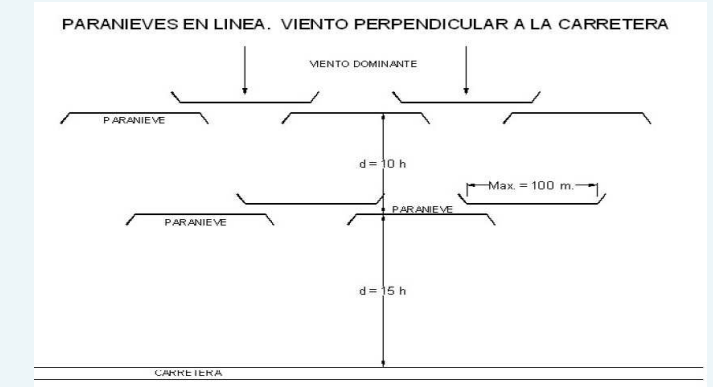 PARANIEVES EN LINEA. VIENTO PERPENDICULAR A LA CARRETERA
VIENTO DOMINANTE
PARANIEVE
d = 10 h
Max. = 100 m.
PARANIEVE
PARANIEVE
d = 15 h
CARRETERA